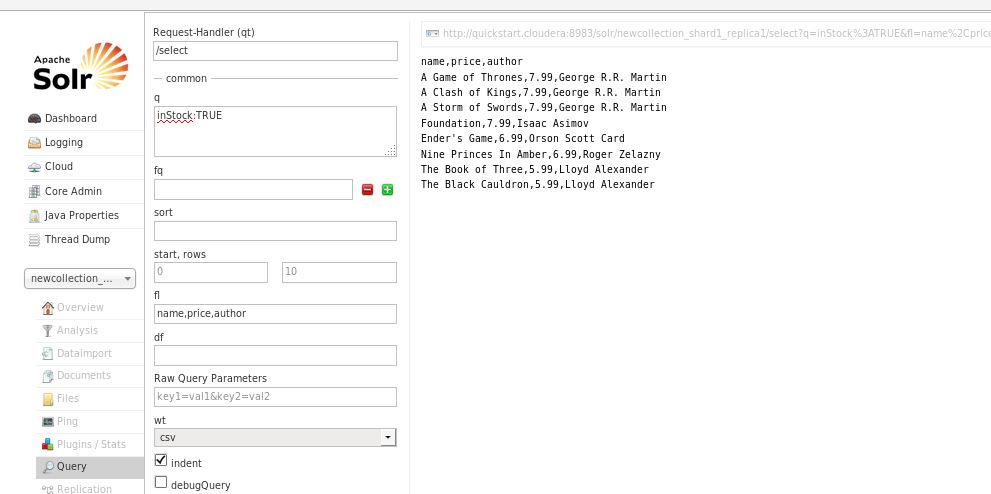 Apache
Solr
Dashboard
Logging
Cloud
Core Admin
Java Properties
Thread Dump
newcollection_...
Overview
Analysis
Dataimport
Documents
Files
Ping
Plugins / Stats
Query
Replication
Request-Handler (qt)
/select
common
q
inStock:TRUE
fq
sort
start, rows
0 10
fl
name,price,author
df
Raw Query Parameters
key1=val1&key2=val2
wt
csv
indent
debugQuery
http://quickstart.cloudera:8983/solr/newcollection_shard1_replica1/select?q=inStock%3ATRUE&fl=name%2Cprice
name,price,author
A Game of Thrones,7.99,George R.R. Martin
A Clash of Kings,7.99,George R.R. Martin
A Storm of Swords,7.99,George R.R. Martin
Foundation,7.99,Isaac Asimov
Ender's Game,6.99,Orson Scott Card
Nine Princes In Amber,6.99,Roger Zelazny
The Book of Three,5.99,Lloyd Alexander
The Black Cauldron,5.99,Lloyd Alexander